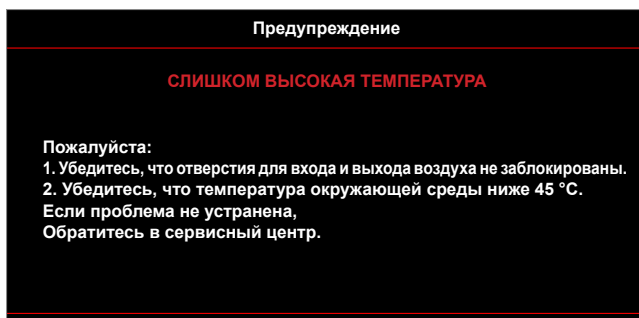 Предупреждение
СЛИШКОМ ВЫСОКАЯ ТЕМПЕРАТУРА
Пожалуйста:
1. Убедитесь, что отверстия для входа и выхода воздуха не заблокированы.
2. Убедитесь, что температура окружающей среды ниже 45 °C.
Если проблема не устранена,
Обратитесь в сервисный центр.